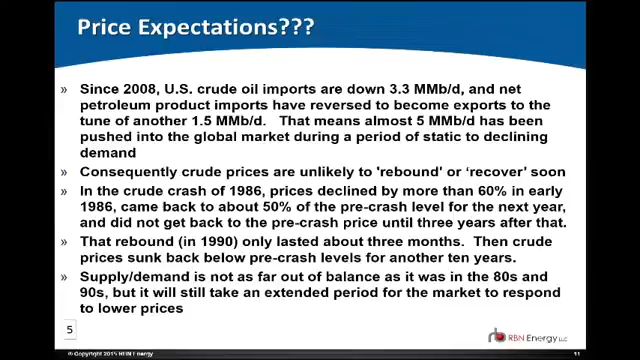 Price Expectations???
» Since 2008, U.S. crude oil imports are down 3.3 MMb/d, and net
petroleum product imports have reversed to become exports to the
tune of another 1.5 MMb/d. That means almost 5 MMb/d has been
pushed into the global market during a period of static to declining
demand
» Consequently crude prices are unlikely to 'rebound' or ‘recover’ soon
» In the crude crash of 1986, prices declined by more than 60% in early
1986, came back to about 50% of the pre-crash level for the next year,
and did not get back to the pre-crash price until three years after that.
» That rebound (in 1990) only lasted about three months. Then crude
prices sunk back below pre-crash levels for another ten years.
» Supply/demand is not as far out of balance as it was in the 80s and
90s, but it will still take an extended period for the market to respond
to lower prices
5
RBN Energy LLC
© Copyright 2015 RBN Energy
11